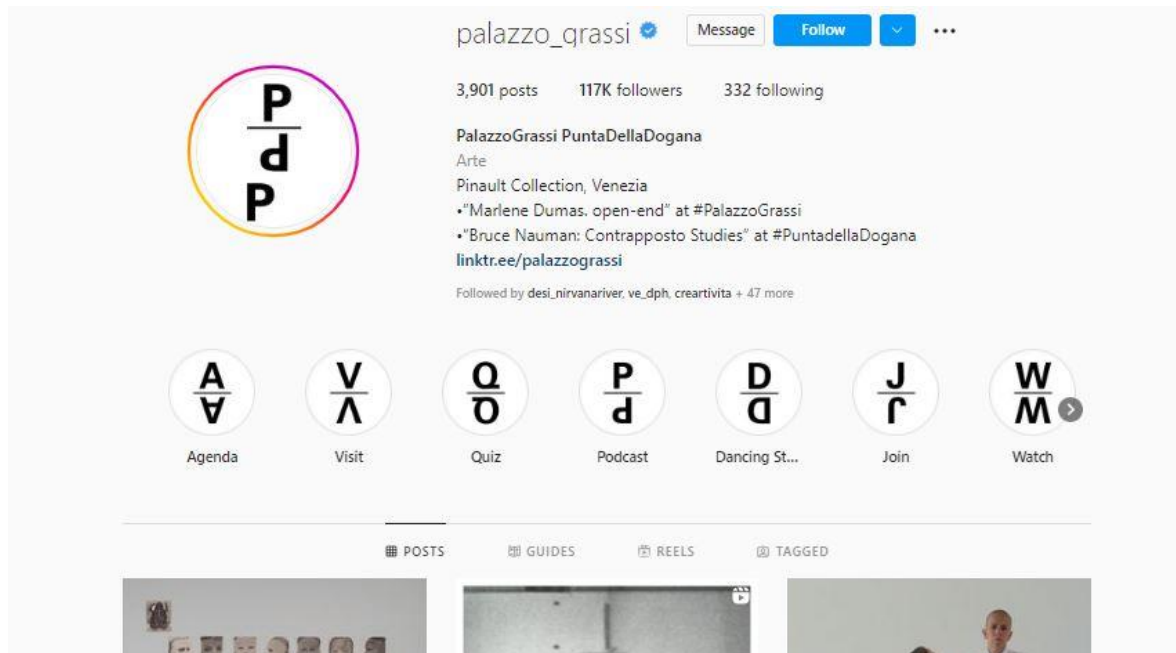 palazzo_grassi Message Follow
3,901 posts 117K followers 332 following
PalazzoGrassi PuntaDellaDogana
Arte
Pinault Collection, Venezia
•"Marlene Dumas. open-end" at #PalazzoGrassi
•"Bruce Nauman: Contrapposto Studies" at #PuntadellaDogana
linktr.ee/palazzograssi
Followed by desi_nirvanariver, ve_dph, creartivita + 47 more
P
P
P
A V Q P D J W
A V Q P D J W
Agenda Visit Quiz Podcast Dancing St... Join Watch
POSTS GUIDES REELS TAGGED